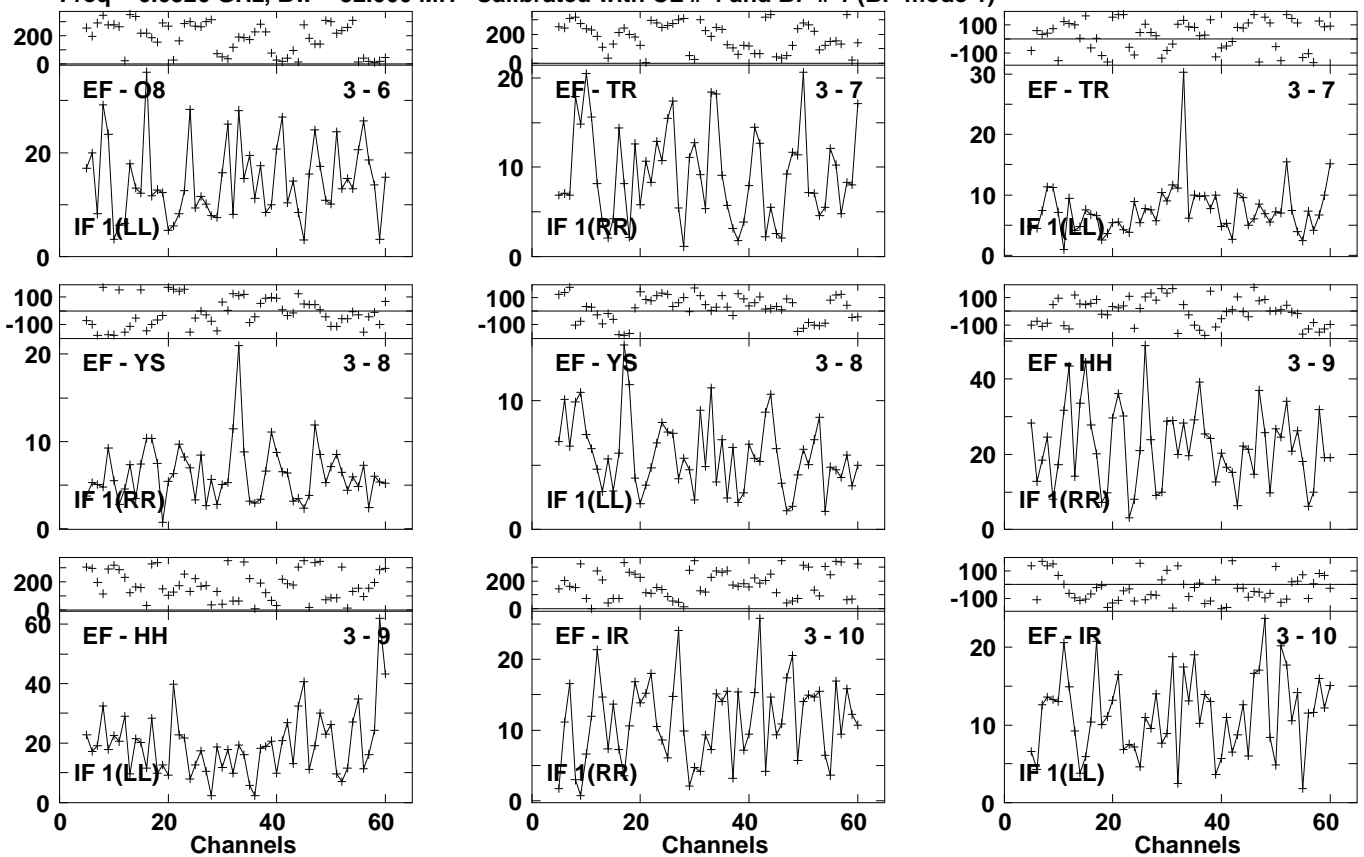 200
0
200
0
100
-100
EF - O8 3 - 6
EF - TR 3 - 7
EF - TR 3 - 7
20
0
20
10
0
30
20
10
0
IF 1(LL)
IF 1(RR)
IF 1(LL)
100
-100
100
-100
100
-100
EF - YS 3 - 8
EF - YS 3 - 8
EF - HH 3 - 9
20
10
0
10
0
40
30
20
10
0
IF 1(RR)
IF 1(LL)
IF 1(RR)
200
0
200
0
100
-100
EF - HH 3 - 9
EF - IR 3 - 10
EF - IR 3 - 10
60
40
20
0
20
10
0
20
10
0
IF 1(LL)
IF 1(RR)
IF 1(LL)
0 20 40 60
0 20 40 60
0 20 40 60
Channels
Channels
Channels